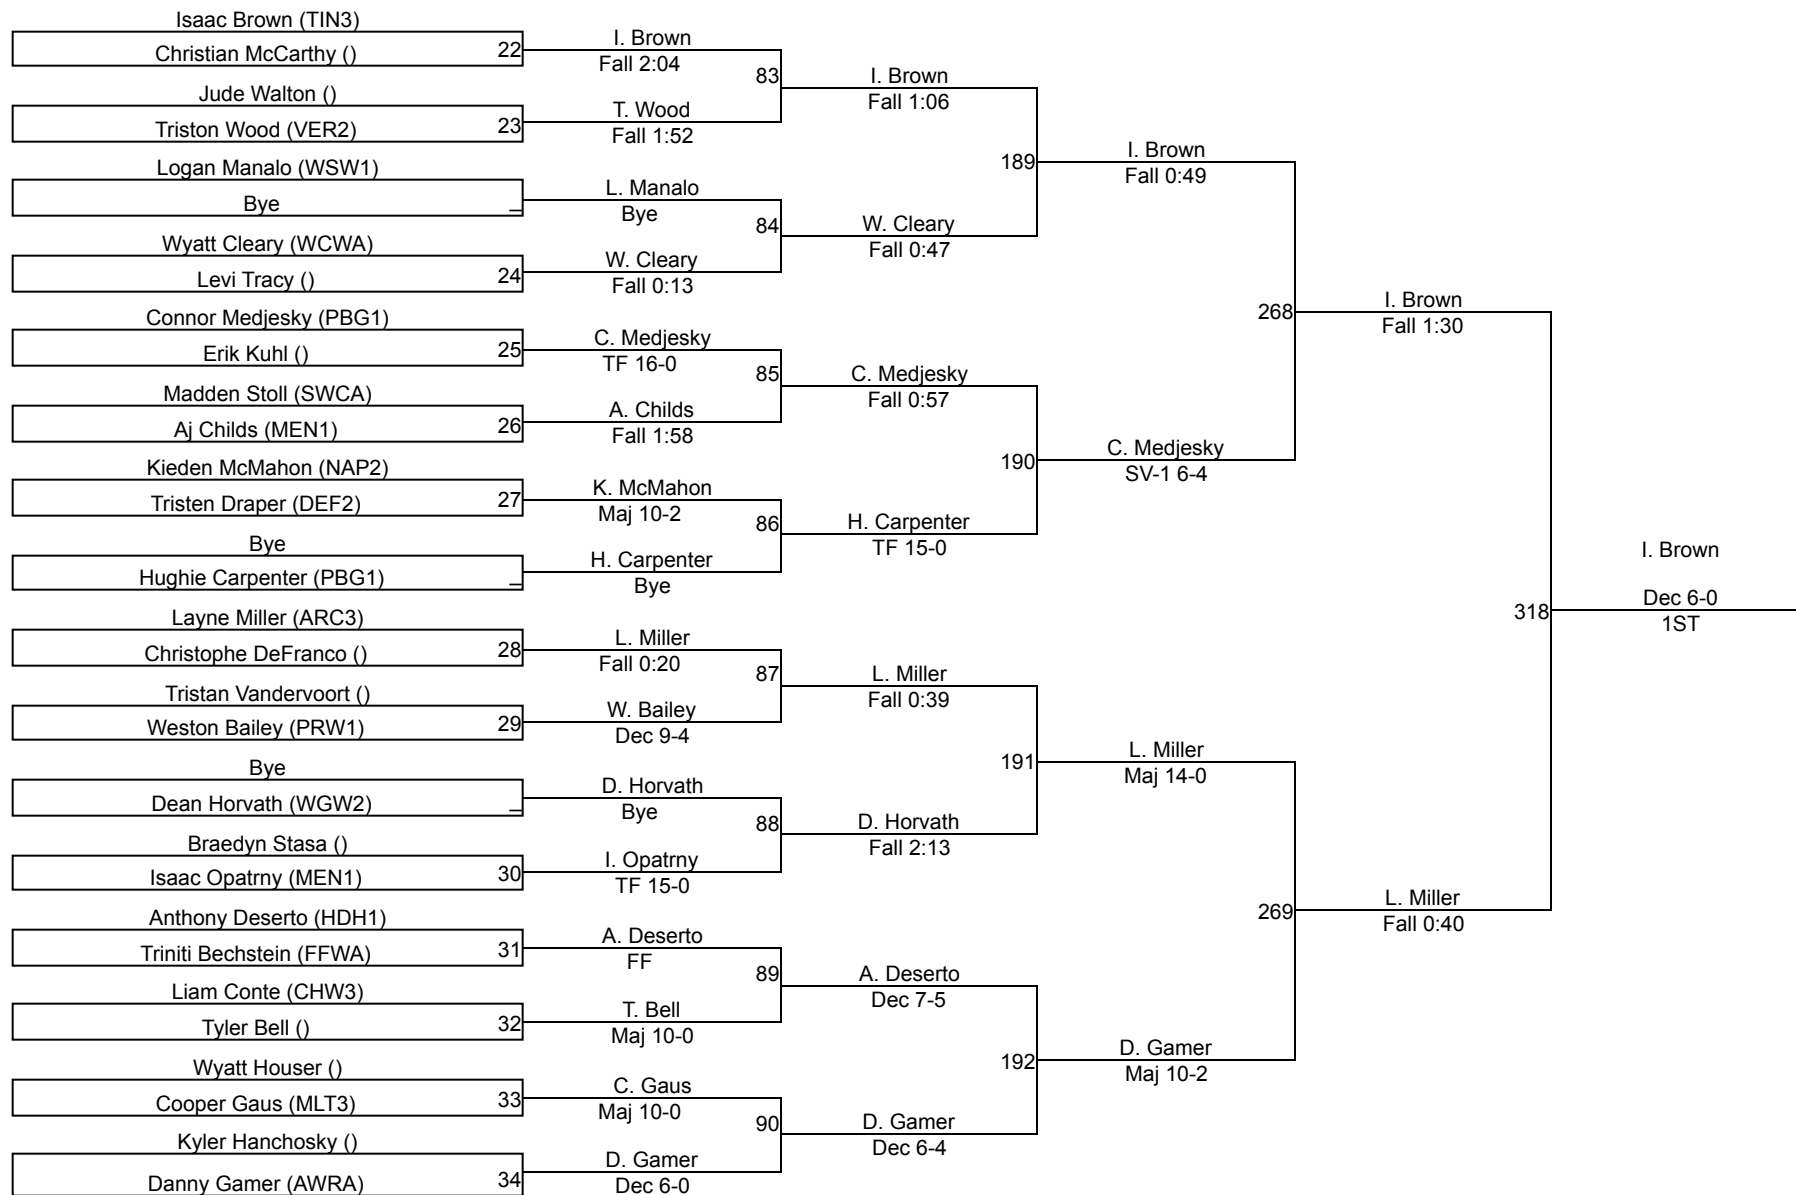 Isaac Brown (TIN3)
Christian McCarthy ()
22
Jude Walton ()
Triston Wood (VER2)
23
Logan Manalo (WSW1)
Bye
_
Wyatt Cleary (WCWA)
Levi Tracy ()
24
Connor Medjesky (PBG1)
Erik Kuhl ()
25
Madden Stoll (SWCA)
Aj Childs (MEN1)
26
Kieden McMahon (NAP2)
Tristen Draper (DEF2)
27
Bye
Hughie Carpenter (PBG1)
_
Layne Miller (ARC3)
Christophe DeFranco ()
28
Tristan Vandervoort ()
Weston Bailey (PRW1)
29
Bye
Dean Horvath (WGW2)
_
Braedyn Stasa ()
Isaac Opatrny (MEN1)
30
Anthony Deserto (HDH1)
Triniti Bechstein (FFWA)
31
Liam Conte (CHW3)
Tyler Bell ()
32
Wyatt Houser ()
Cooper Gaus (MLT3)
33
Kyler Hanchosky ()
Danny Gamer (AWRA)
34
I. Brown
Fall 2:04
83
T. Wood
Fall 1:52
L. Manalo
Bye
84
W. Cleary
Fall 0:13
C. Medjesky
TF 16-0
85
A. Childs
Fall 1:58
K. McMahon
Maj 10-2
86
H. Carpenter
Bye
L. Miller
Fall 0:20
87
W. Bailey
Dec 9-4
D. Horvath
Bye
88
I. Opatrny
TF 15-0
A. Deserto
FF
89
T. Bell
Maj 10-0
C. Gaus
Maj 10-0
90
D. Gamer
Dec 6-0
I. Brown
Fall 1:06
189
W. Cleary
Fall 0:47
C. Medjesky
Fall 0:57
190
H. Carpenter
TF 15-0
L. Miller
Fall 0:39
191
D. Horvath
Fall 2:13
A. Deserto
Dec 7-5
192
D. Gamer
Dec 6-4
I. Brown
Fall 0:49
268
C. Medjesky
SV-1 6-4
L. Miller
Maj 14-0
269
D. Gamer
Maj 10-2
I. Brown
Fall 1:30
318
L. Miller
Fall 0:40
I. Brown
Dec 6-0
1ST